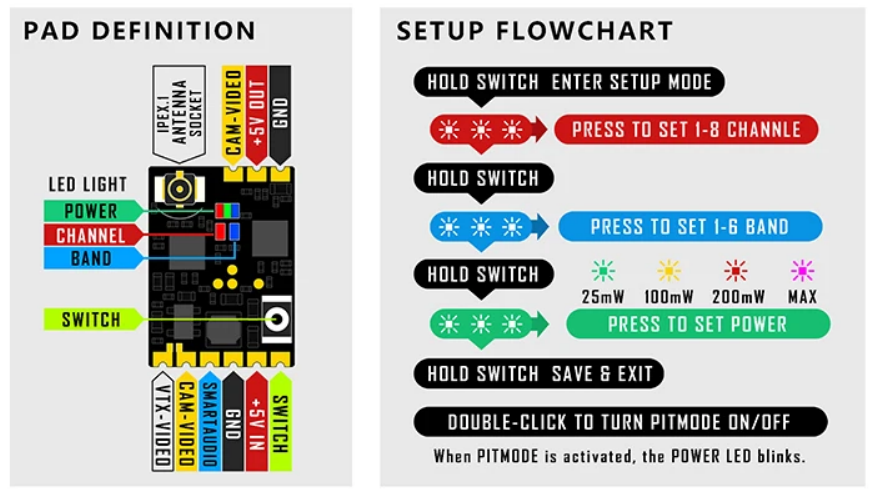 PAD DEFINITION
IPEX.1
ANTENNA
SOCKET
CAM-VIDEO
+5V OUT
GND
LED LIGHT
POWER
CHANNEL
BAND
SWITCH
VTX-VIDEO
CAM-VIDEO
SMARTAUDIO
GND
+5V IN
SWITCH
SETUP FLOWCHART
HOLD SWITCH ENTER SETUP MODE
PRESS TO SET 1-8 CHANNLE
HOLD SWITCH
PRESS TO SET 1-6 BAND
HOLD SWITCH
25mW 100mW 200mW MAX
PRESS TO SET POWER
HOLD SWITCH SAVE & EXIT
DOUBLE-CLICK TO TURN PITMODE ON/OFF
When PITMODE is activated, the POWER LED blinks.